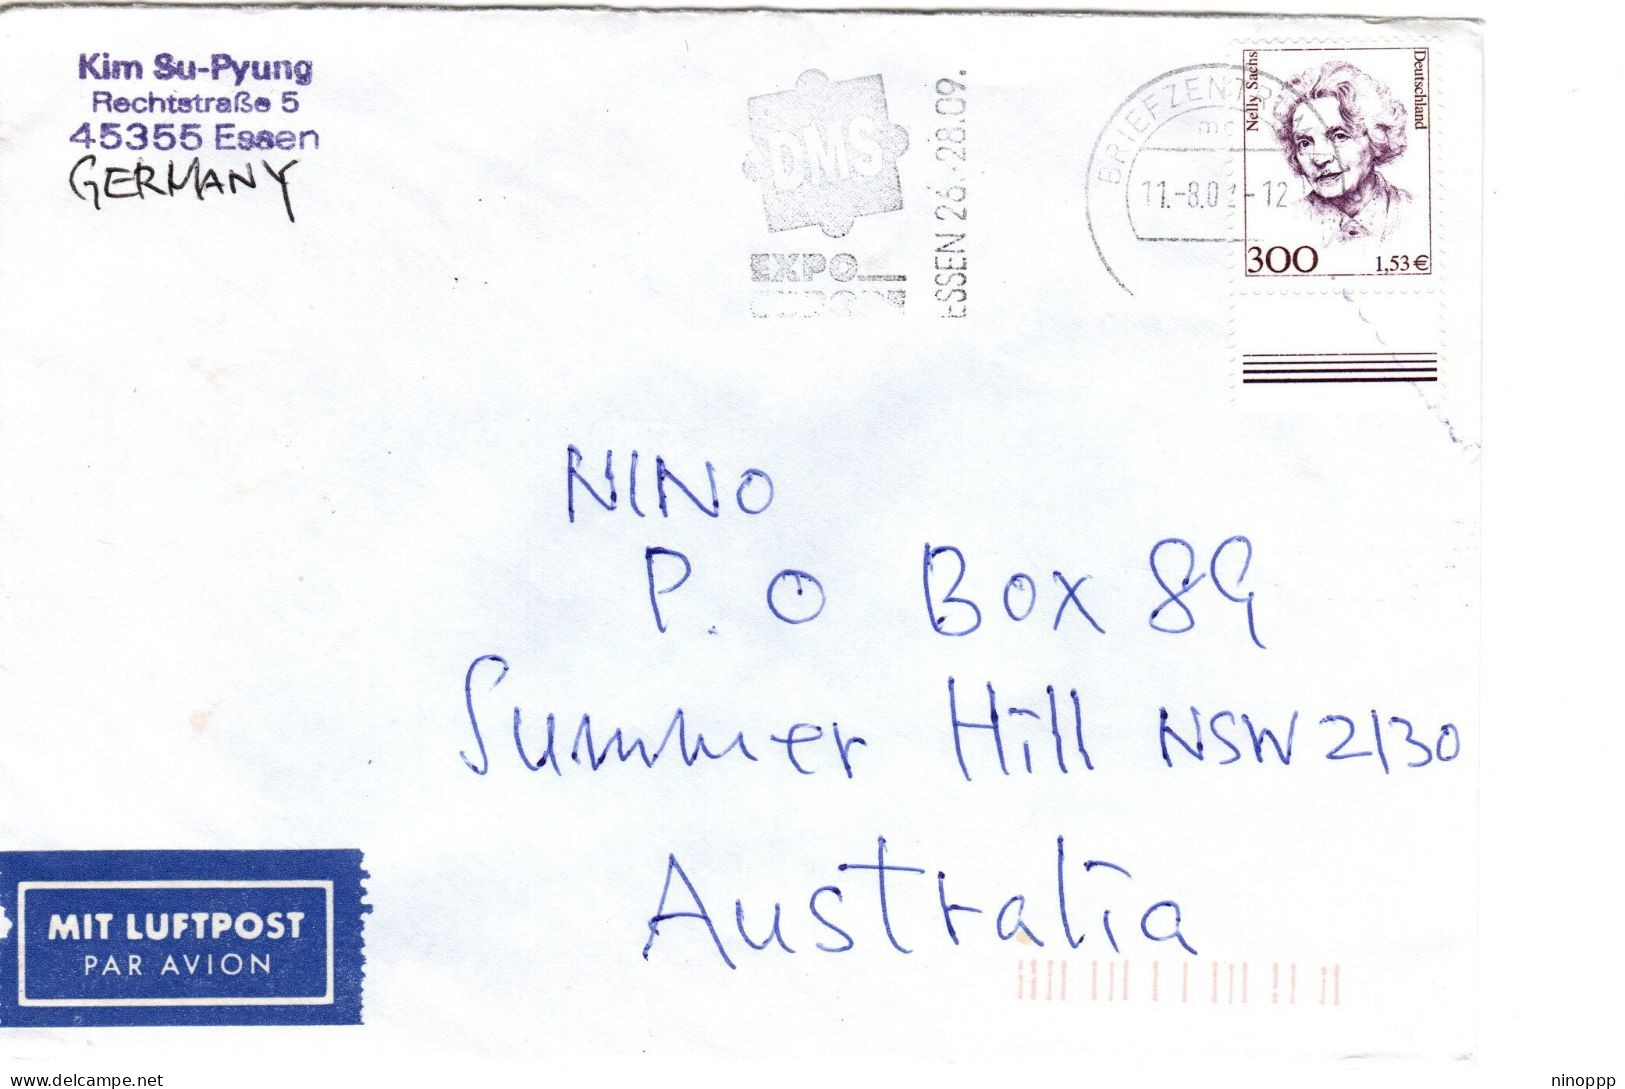 Kim Su-Pyung
Rechtstraße 5
45355 Essen
GERMANY
DMS
EXPO
ESSEN 26.-28.09.
BRIEFZENTRUM
11.-8.01-12
Nelly Sachs
Deutschland
300
1,53 €
NINO
P.O Box 89
Summer Hill NSW 2130
Australia
MIT LUFTPOST
PAR AVION
delcampe.net
ninoppp